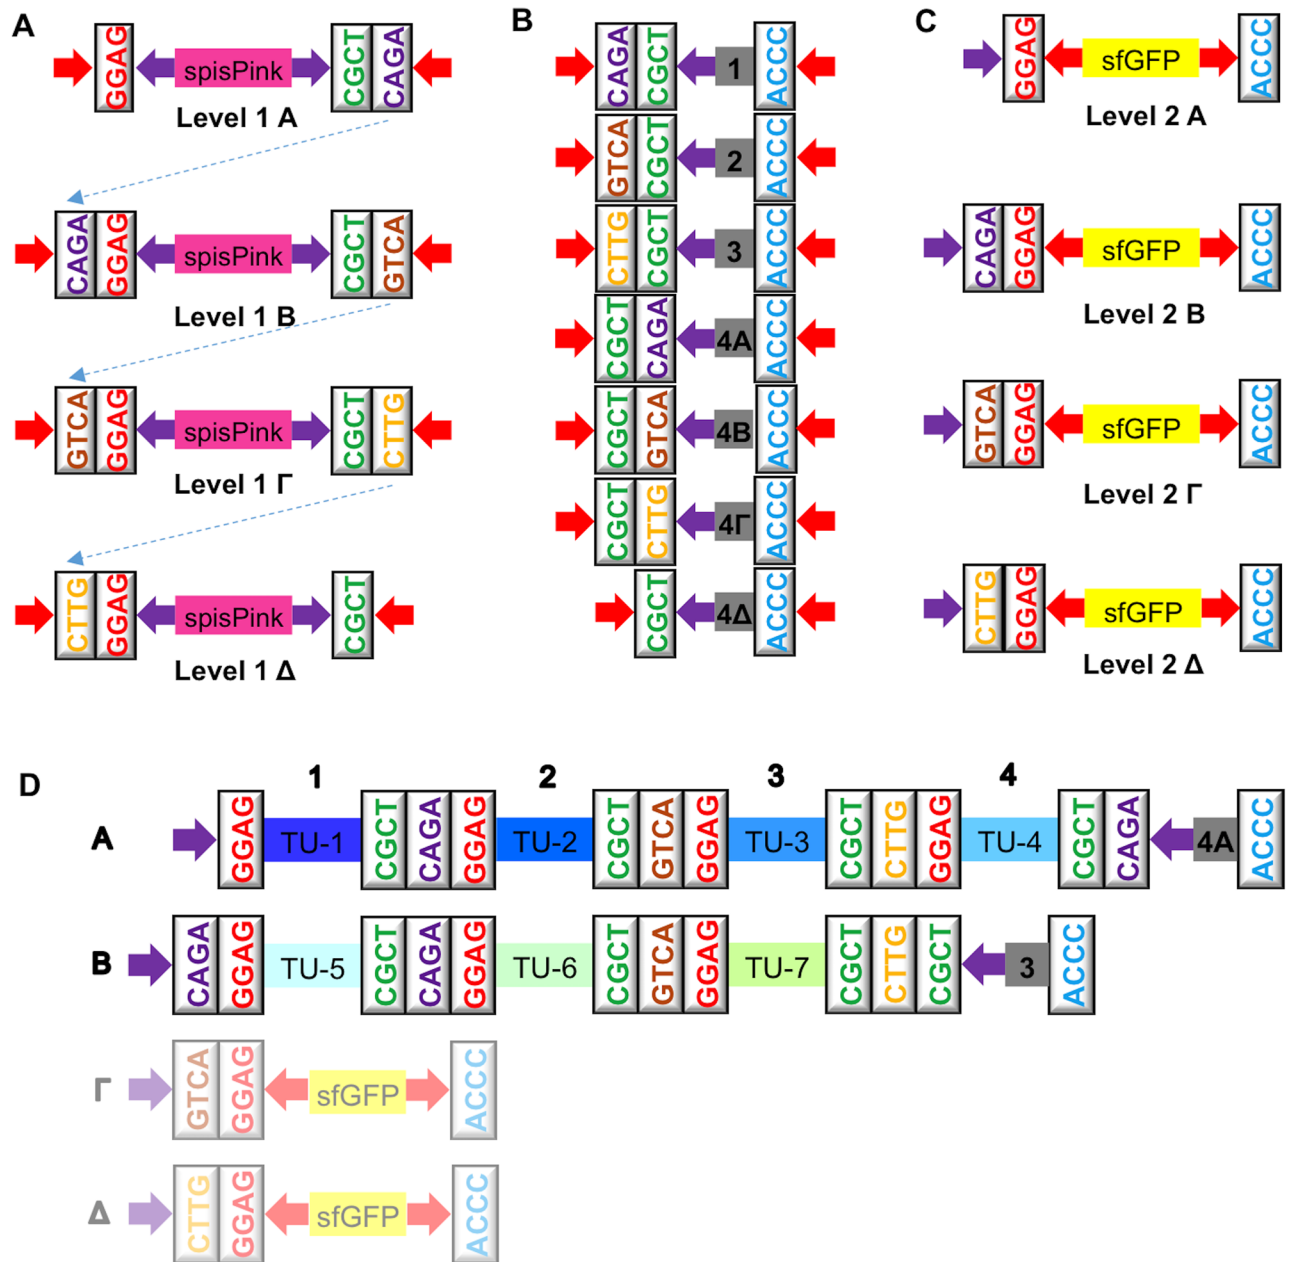 A
GGAG spisPink CGCT CAGA
Level 1 A
CAGA GGAG spisPink CGCT GTCA
Level 1 B
GTCA GGAG spisPink CGCT CTTG
Level 1 Γ
CTTG GGAG spisPink CGCT
Level 1 Δ
B
CAGA CGCT 1 ACCC
GTCA CGCT 2 ACCC
CTTG CGCT 3 ACCC
CGCT CAGA 4A ACCC
CGCT GTCA 4B ACCC
CGCT CTTG 4Γ ACCC
CGCT 4Δ ACCC
C
GGAG sfGFP ACCC
Level 2 A
CAGA GGAG sfGFP ACCC
Level 2 B
GTCA GGAG sfGFP ACCC
Level 2 Γ
CTTG GGAG sfGFP ACCC
Level 2 Δ
D
1 2 3 4
A GGAG TU-1 CGCT CAGA GGAG TU-2 CGCT GTCA GGAG TU-3 CGCT CTTG GGAG TU-4 CGCT CAGA 4A ACCC
B CAGA GGAG TU-5 CGCT CAGA GGAG TU-6 CGCT GTCA GGAG TU-7 CGCT CTTG CGCT 3 ACCC
Γ GTCA GGAG sfGFP ACCC
Δ CTTG GGAG sfGFP ACCC